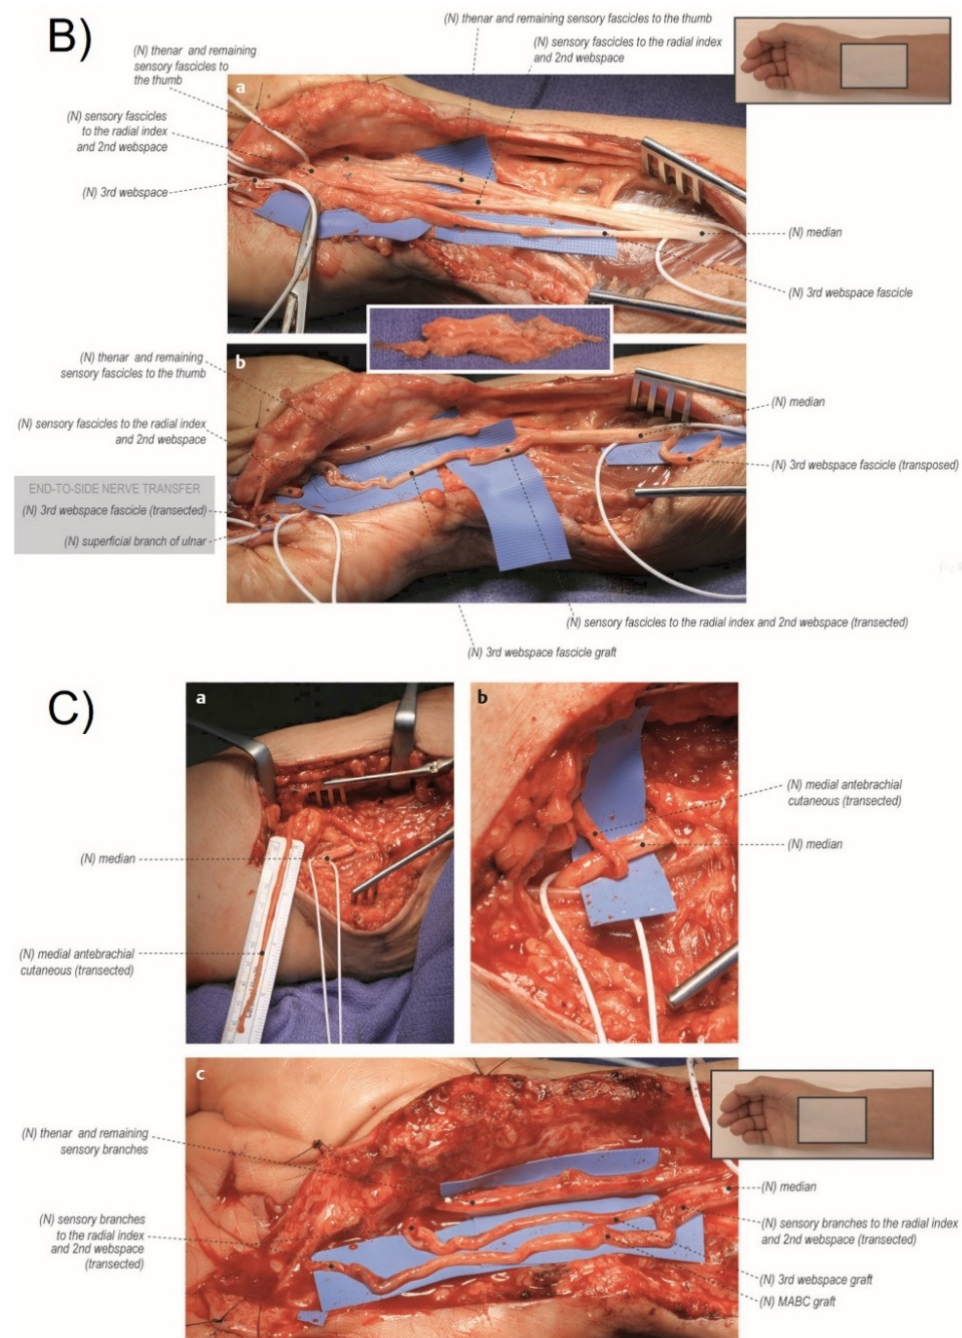 B)
(N) thenar and remaining sensory fascicles to the thumb
(N) thenar and remaining
sensory fascicles to
the thumb
(N) sensory fascicles to the radial index
and 2nd webspace
a
(N) sensory fascicles
to the radial index
and 2nd webspace
(N) 3rd webspace
(N) median
(N) 3rd webspace fascicle
(N) thenar and remaining
sensory fascicles to the thumb
b
(N) median
(N) sensory fascicles to the radial index
and 2nd webspace
(N) 3rd webspace fascicle (transposed)
END-TO-SIDE NERVE TRANSFER
(N) 3rd webspace fascicle (transected)
(N) superficial branch of ulnar
(N) sensory fascicles to the radial index and 2nd webspace (transected)
(N) 3rd webspace fascicle graft
C)
a
b
(N) medial antebrachial
cutaneous (transected)
(N) median
(N) median
(N) medial antebrachial
cutaneous (transected)
c
(N) thenar and remaining
sensory branches
(N) median
(N) sensory branches
to the radial index
and 2nd webspace
(transected)
(N) sensory branches to the radial index
and 2nd webspace (transected)
(N) 3rd webspace graft
(N) MABC graft